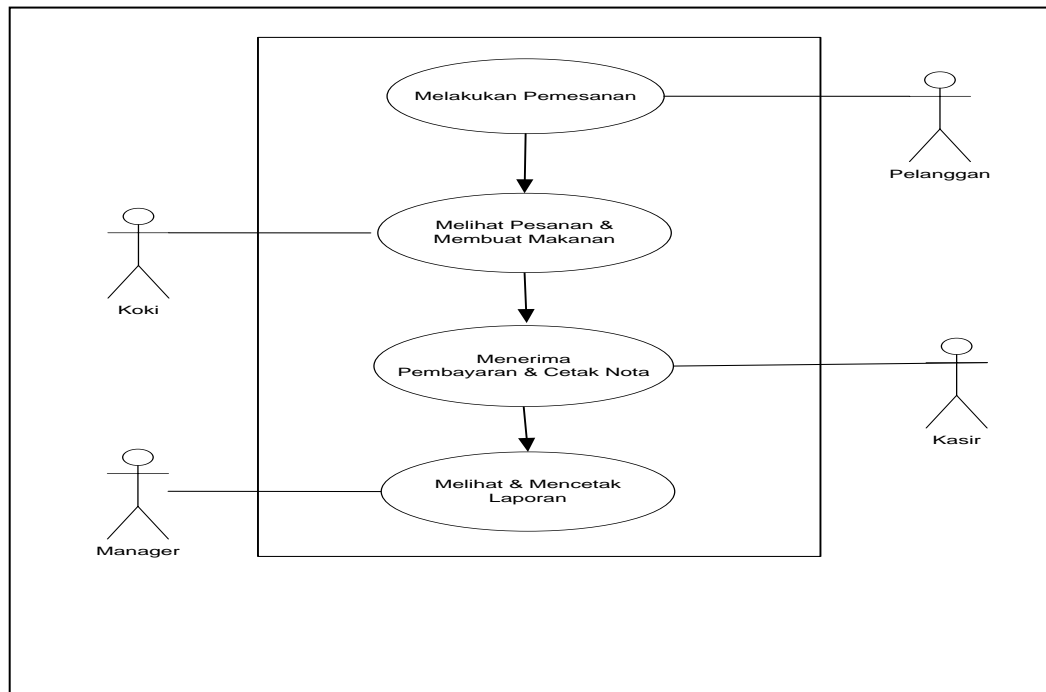 Melakukan Pemesanan
Pelanggan
Melihat Pesanan &
Membuat Makanan
Koki
Menerima
Pembayaran & Cetak Nota
Kasir
Melihat & Mencetak
Laporan
Manager